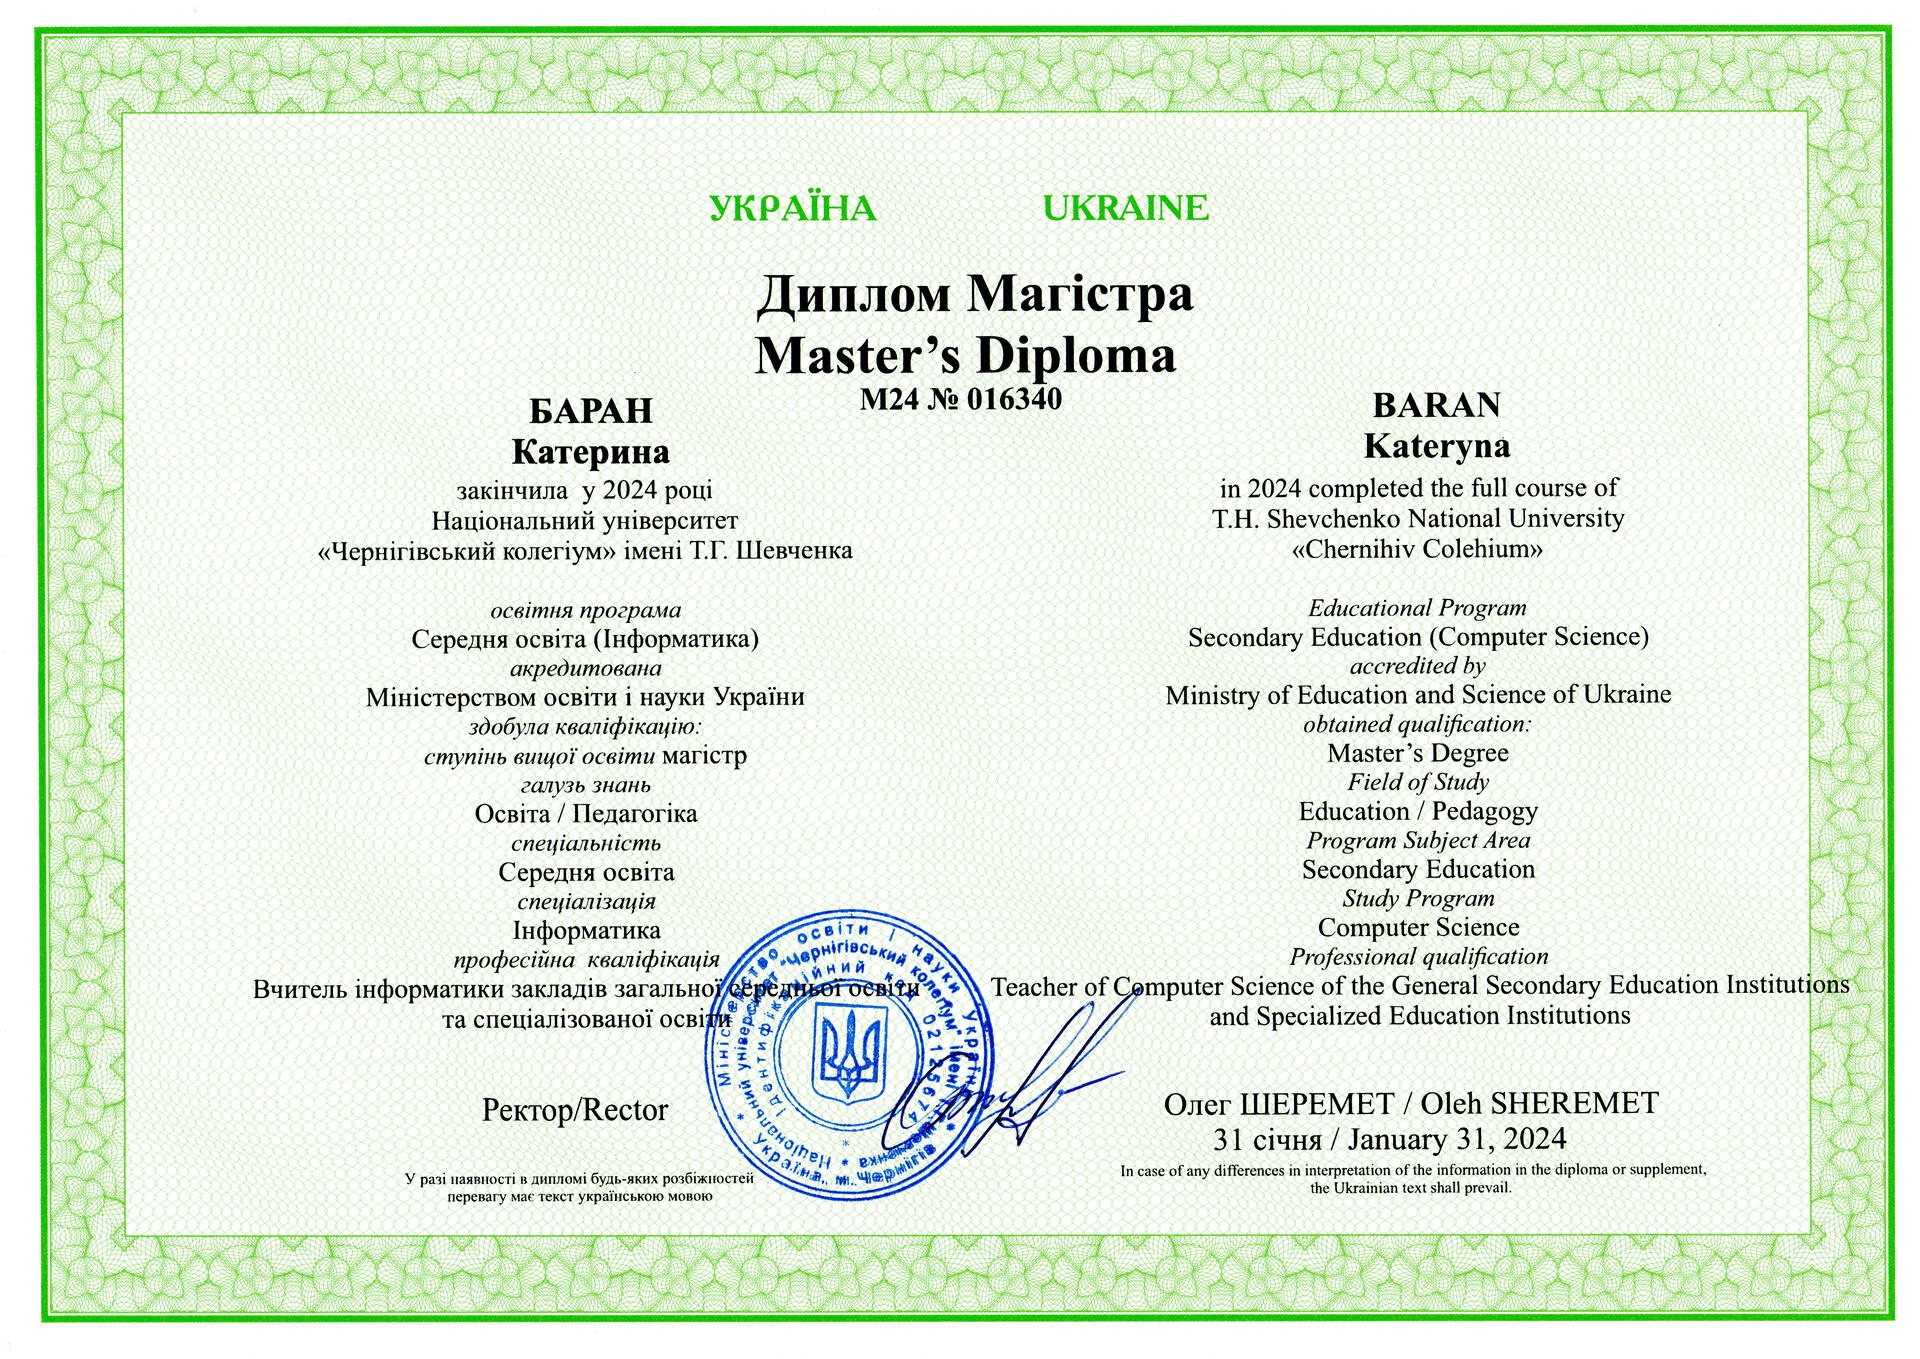 УКРАЇНА
UKRAINE
Диплом Магістра
Master’s Diploma
M24 № 016340
БАРАН
Катерина
закінчила у 2024 році
Національний університет
«Чернігівський колегіум» імені Т.Г. Шевченка
освітня програма
Середня освіта (Інформатика)
акредитована
Міністерством освіти і науки України
здобула кваліфікацію:
ступінь вищої освіти магістр
галузь знань
Освіта / Педагогіка
спеціальність
Середня освіта
спеціалізація
Інформатика
професійна кваліфікація
Вчитель інформатики закладів загальної середньої освіти
та спеціалізованої освіти
BARAN
Kateryna
in 2024 completed the full course of
T.H. Shevchenko National University
«Chernihiv Colehium»
Educational Program
Secondary Education (Computer Science)
accredited by
Ministry of Education and Science of Ukraine
obtained qualification:
Master’s Degree
Field of Study
Education / Pedagogy
Program Subject Area
Secondary Education
Study Program
Computer Science
Professional qualification
Teacher of Computer Science of the General Secondary Education Institutions
and Specialized Education Institutions
Ректор/Rector
Олег ШЕРЕМЕТ / Oleh SHEREMET
31 січня / January 31, 2024
У разі наявності в дипломі будь-яких розбіжностей
перевагу має текст українською мовою
In case of any differences in interpretation of the information in the diploma or supplement,
the Ukrainian text shall prevail.
Міністерство освіти і науки України * Україна, м. Чернігів *
Національний університет "Чернігівський колегіум" імені
Ідентифікаційний код 02125674